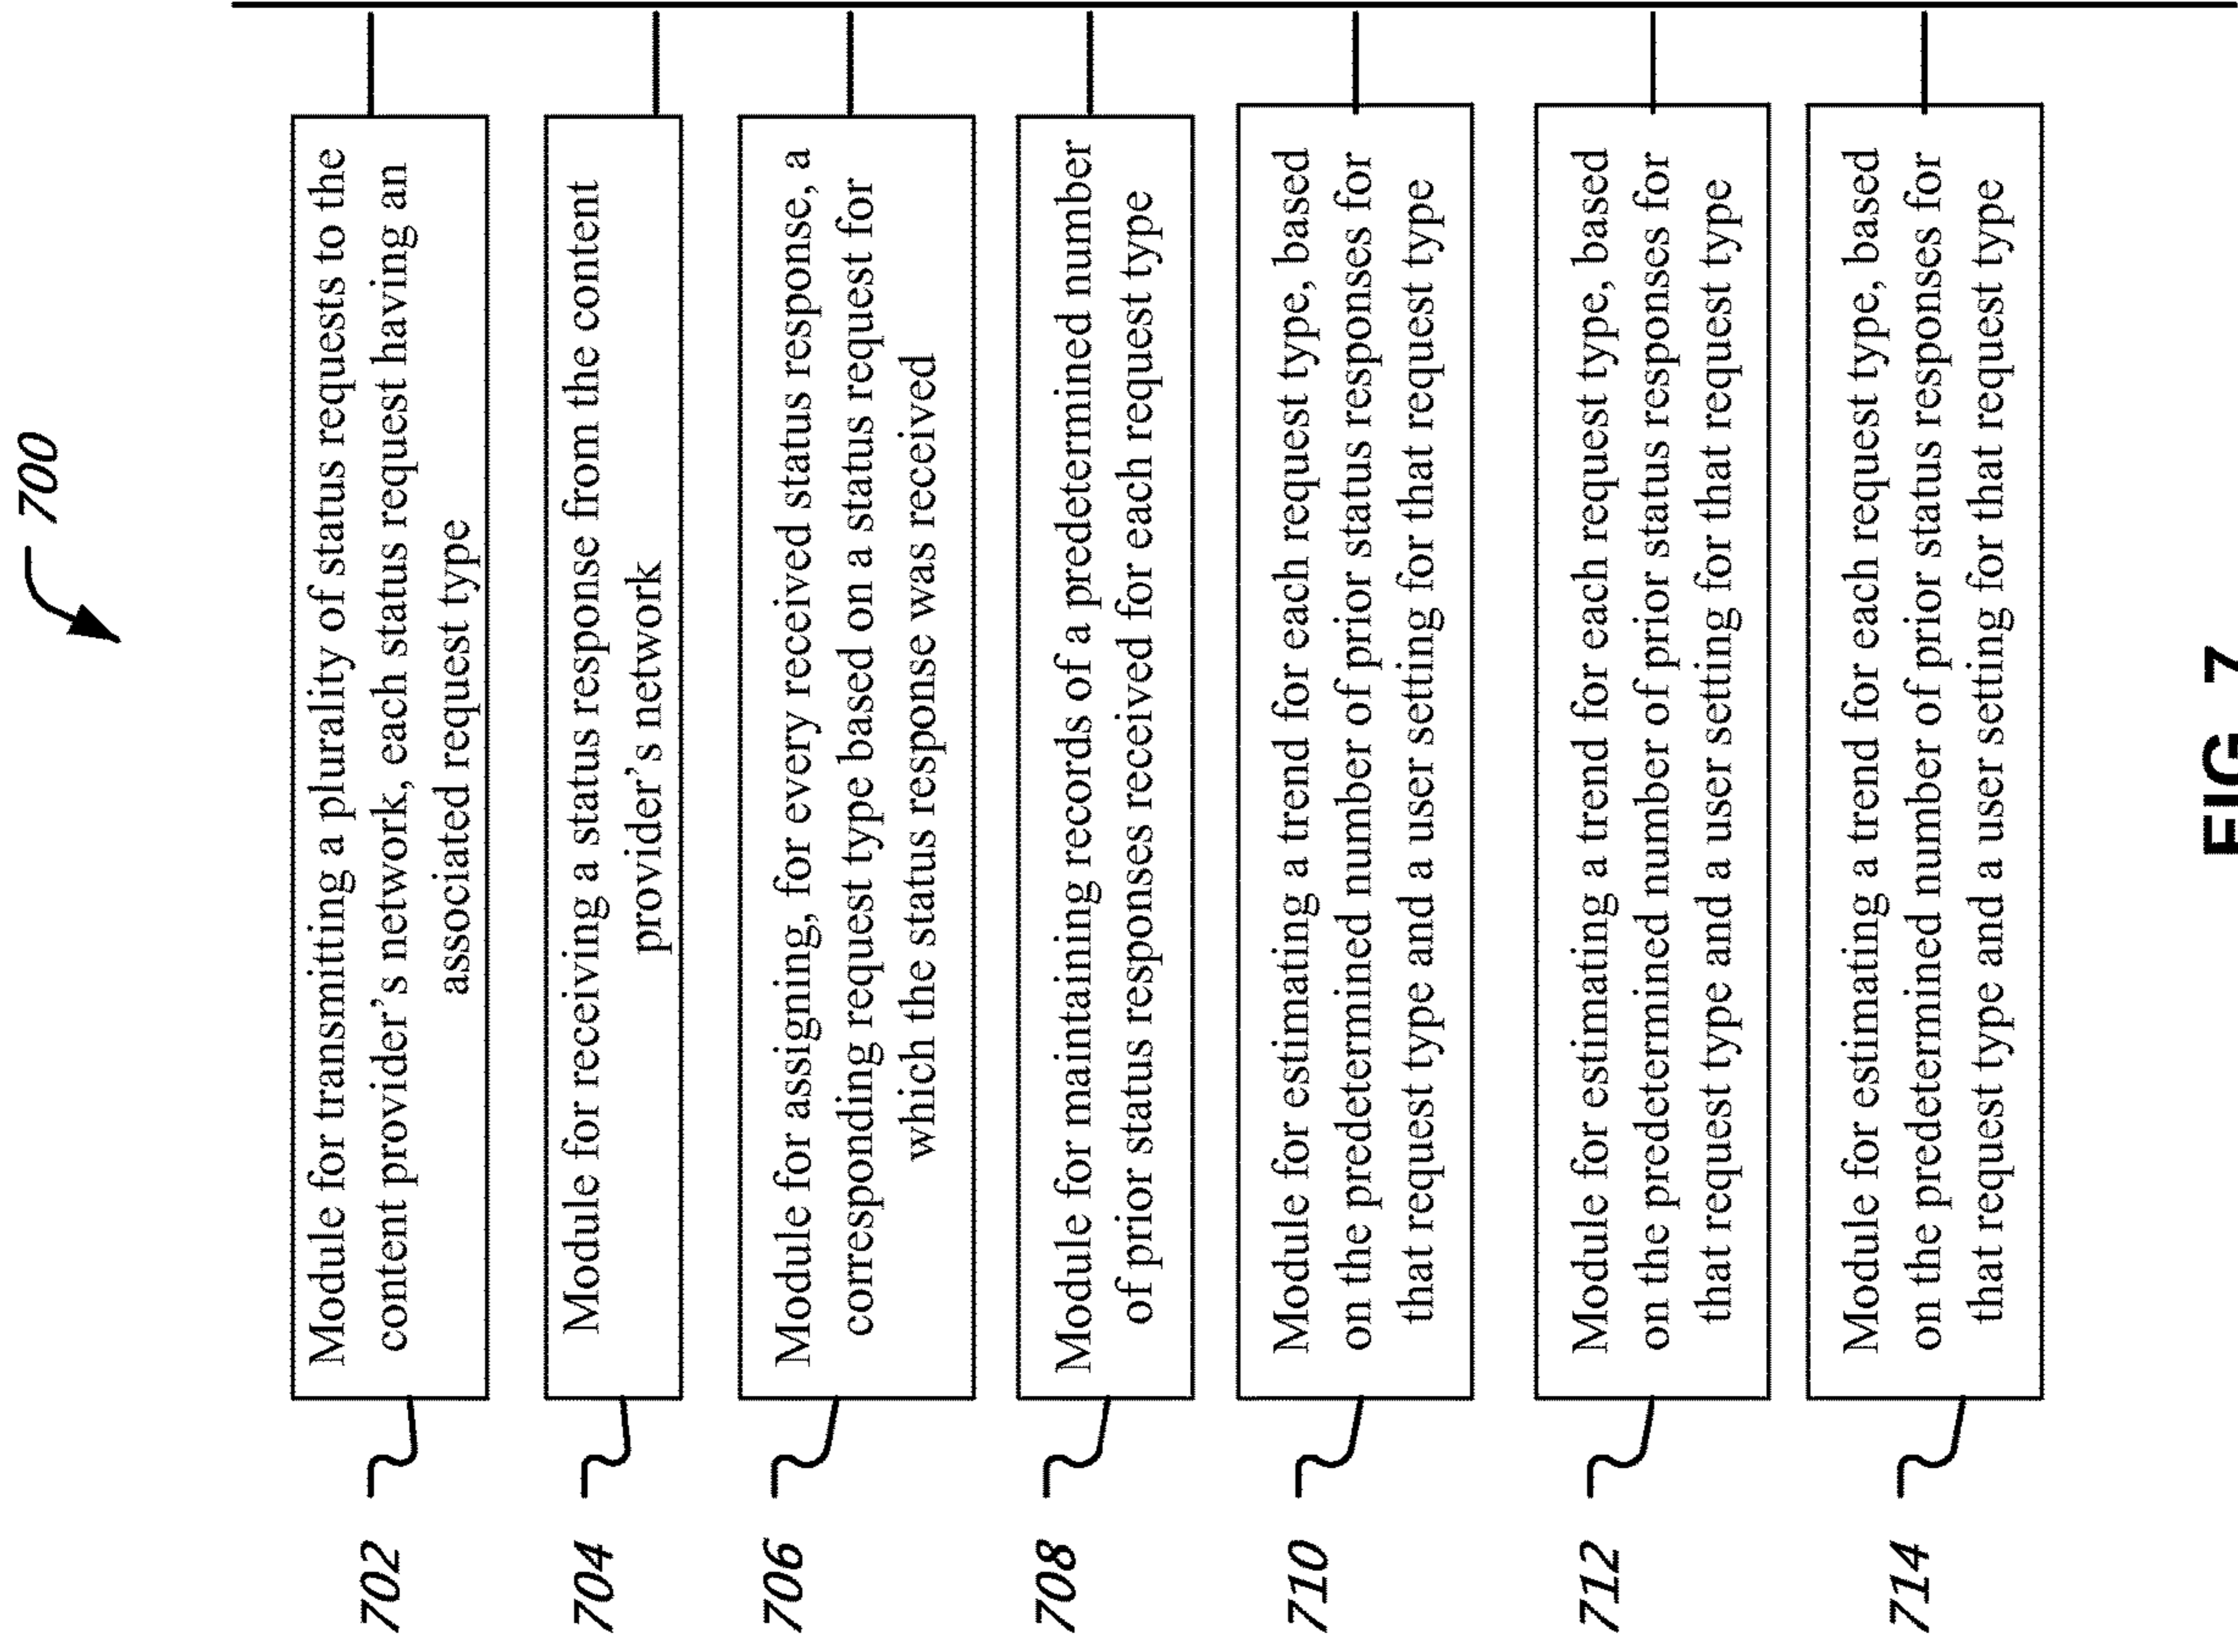 700
702
Module for transmitting a plurality of status requests to the
content provider's network, each status request having an
associated request type
704
Module for receiving a status response from the content
provider's network
706
Module for assigning, for every received status response, a
corresponding request type based on a status request for
which the status response was received
708
Module for maintaining records of a predetermined number
of prior status responses received for each request type
710
Module for estimating a trend for each request type, based
on the predetermined number of prior status responses for
that request type and a user setting for that request type
712
Module for estimating a trend for each request type, based
on the predetermined number of prior status responses for
that request type and a user setting for that request type
714
Module for estimating a trend for each request type, based
on the predetermined number of prior status responses for
that request type and a user setting for that request type
FIG. 7